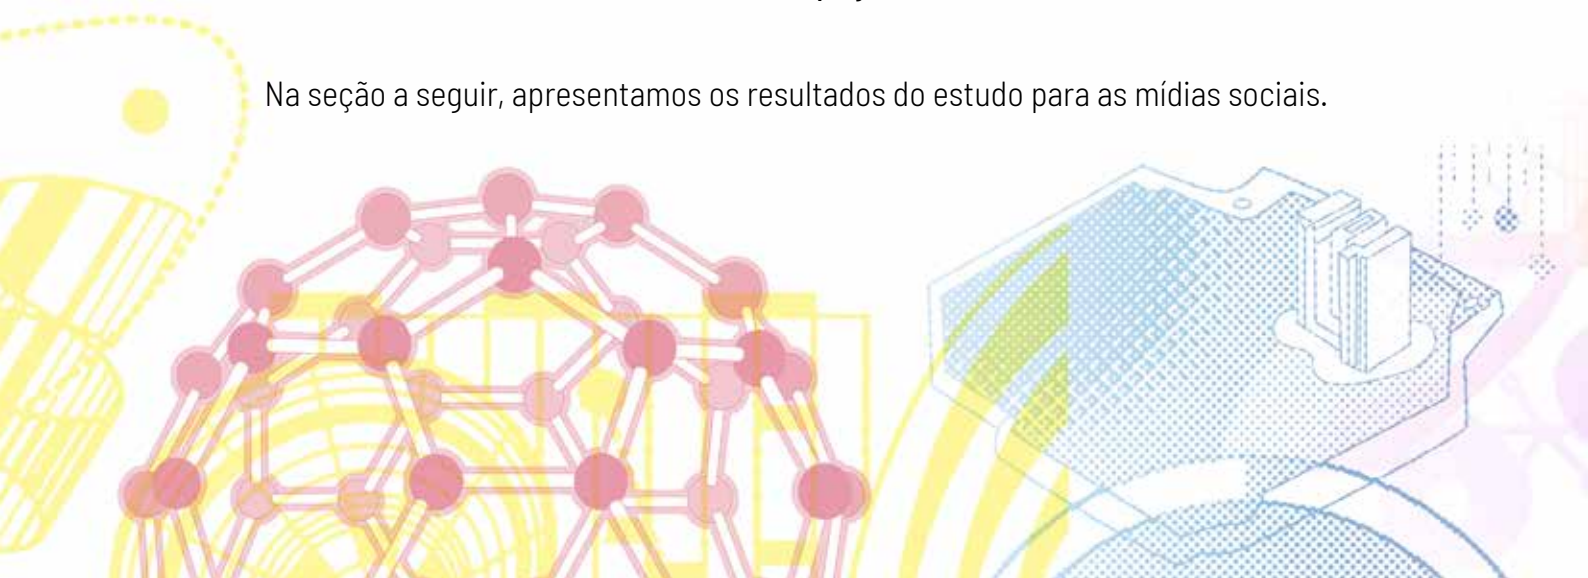 Na seção a seguir, apresentamos os resultados do estudo para as mídias sociais.